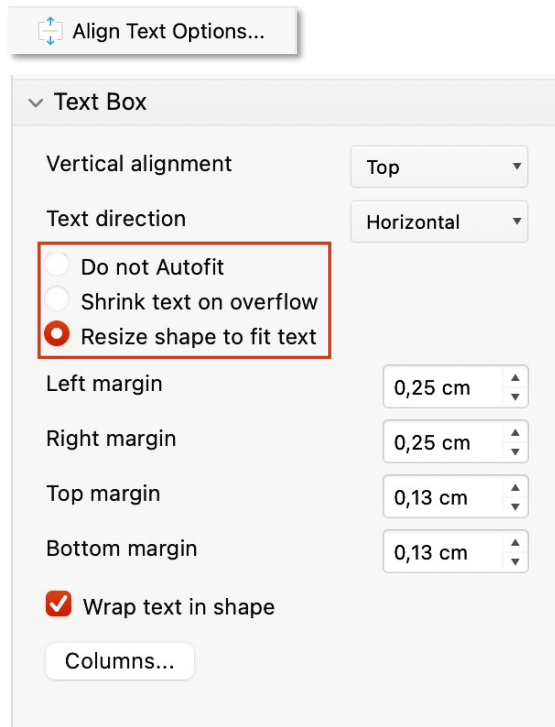 Align Text Options...
Text Box
Vertical alignment Top
Text direction Horizontal
Do not Autofit
Shrink text on overflow
Resize shape to fit text
Left margin 0,25 cm
Right margin 0,25 cm
Top margin 0,13 cm
Bottom margin 0,13 cm
Wrap text in shape
Columns...